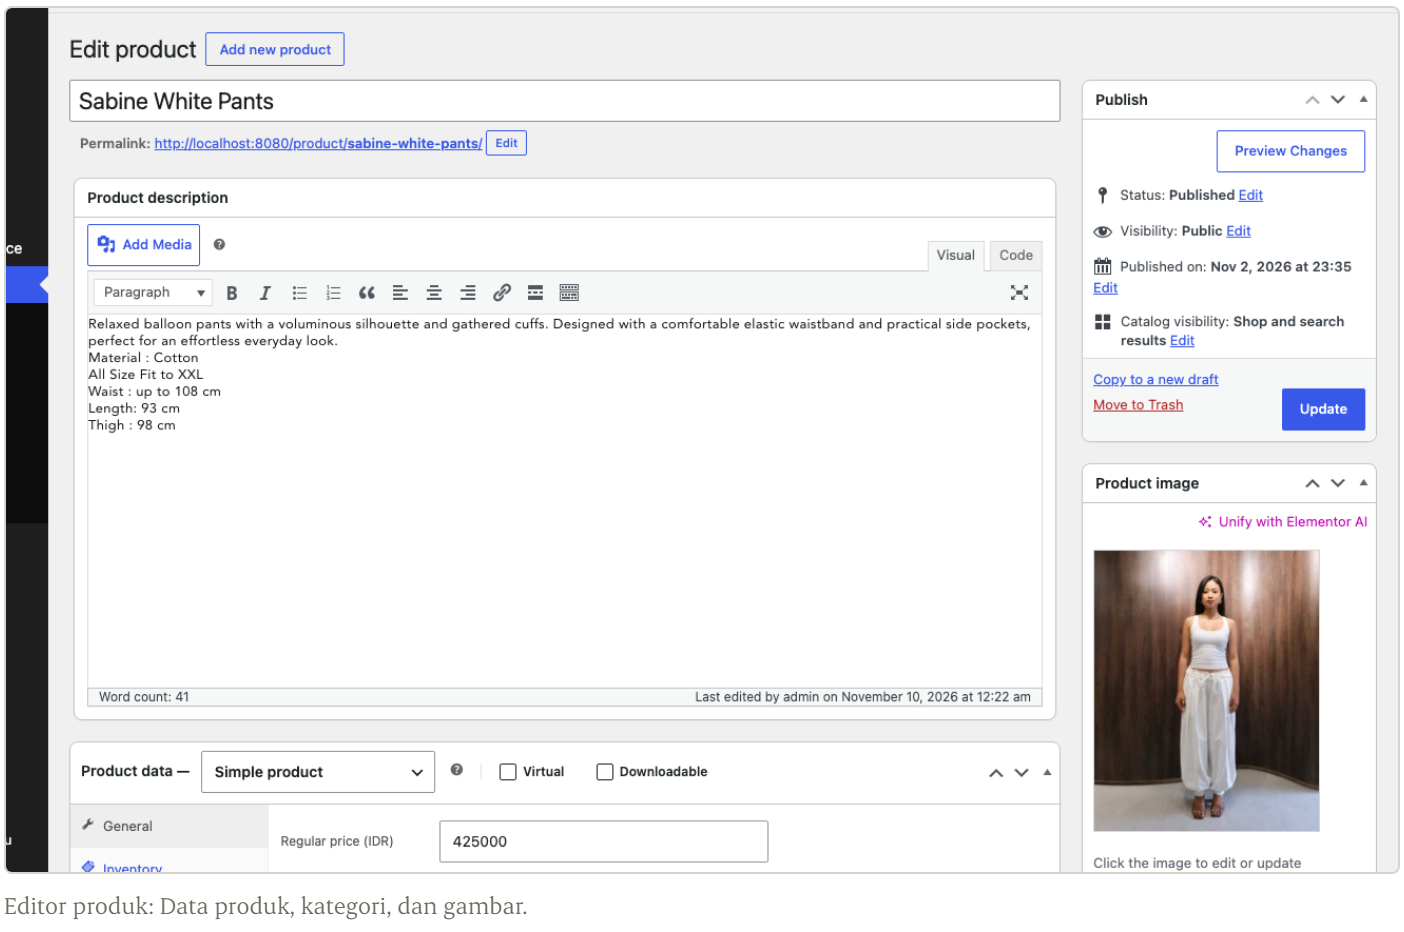 Edit product
Add new product
Sabine White Pants
Permalink: http://localhost:8080/product/sabine-white-pants/ Edit
Product description
Add Media
Visual
Code
Paragraph
Relaxed balloon pants with a voluminous silhouette and gathered cuffs. Designed with a comfortable elastic waistband and practical side pockets,
perfect for an effortless everyday look.
Material : Cotton
All Size Fit to XXL
Waist : up to 108 cm
Length: 93 cm
Thigh : 98 cm
Word count: 41
Last edited by admin on November 10, 2026 at 12:22 am
Product data —
Simple product
Virtual
Downloadable
General
Inventory
Regular price (IDR)
425000
Publish
Preview Changes
Status: Published Edit
Visibility: Public Edit
Published on: Nov 2, 2026 at 23:35
Edit
Catalog visibility: Shop and search
results Edit
Copy to a new draft
Move to Trash
Update
Product image
Unify with Elementor AI
Click the image to edit or update
ce
u
Editor produk: Data produk, kategori, dan gambar.